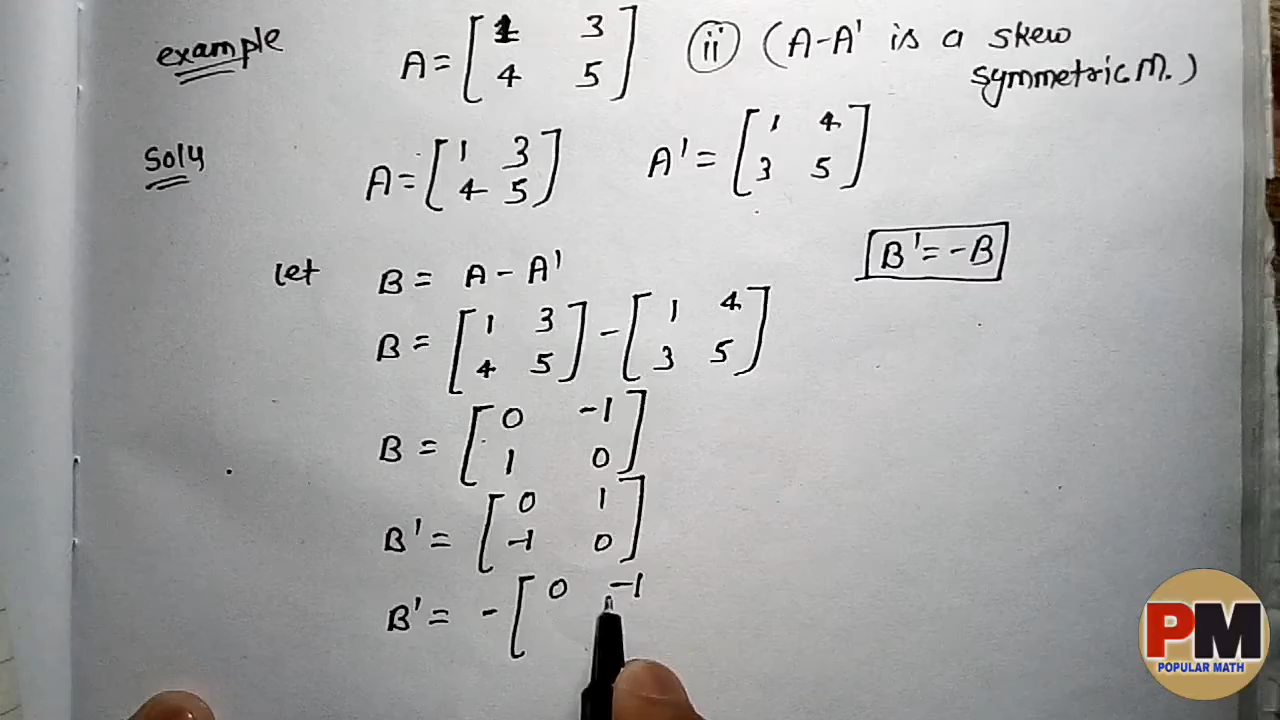 example A = [ 1 3 ii (A-A' is a skew
4 5 ] symmetric M.)
Soln A = [ 1 3 A' = [ 1 4
4 5 ] 3 5 ]
let B = A - A' B' = -B
B = [ 1 3 ] - [ 1 4
4 5 3 5 ]
B = [ 0 -1
1 0 ]
B' = [ 0 1
-1 0 ]
B' = - [ 0 -1
PM
POPULAR MATH